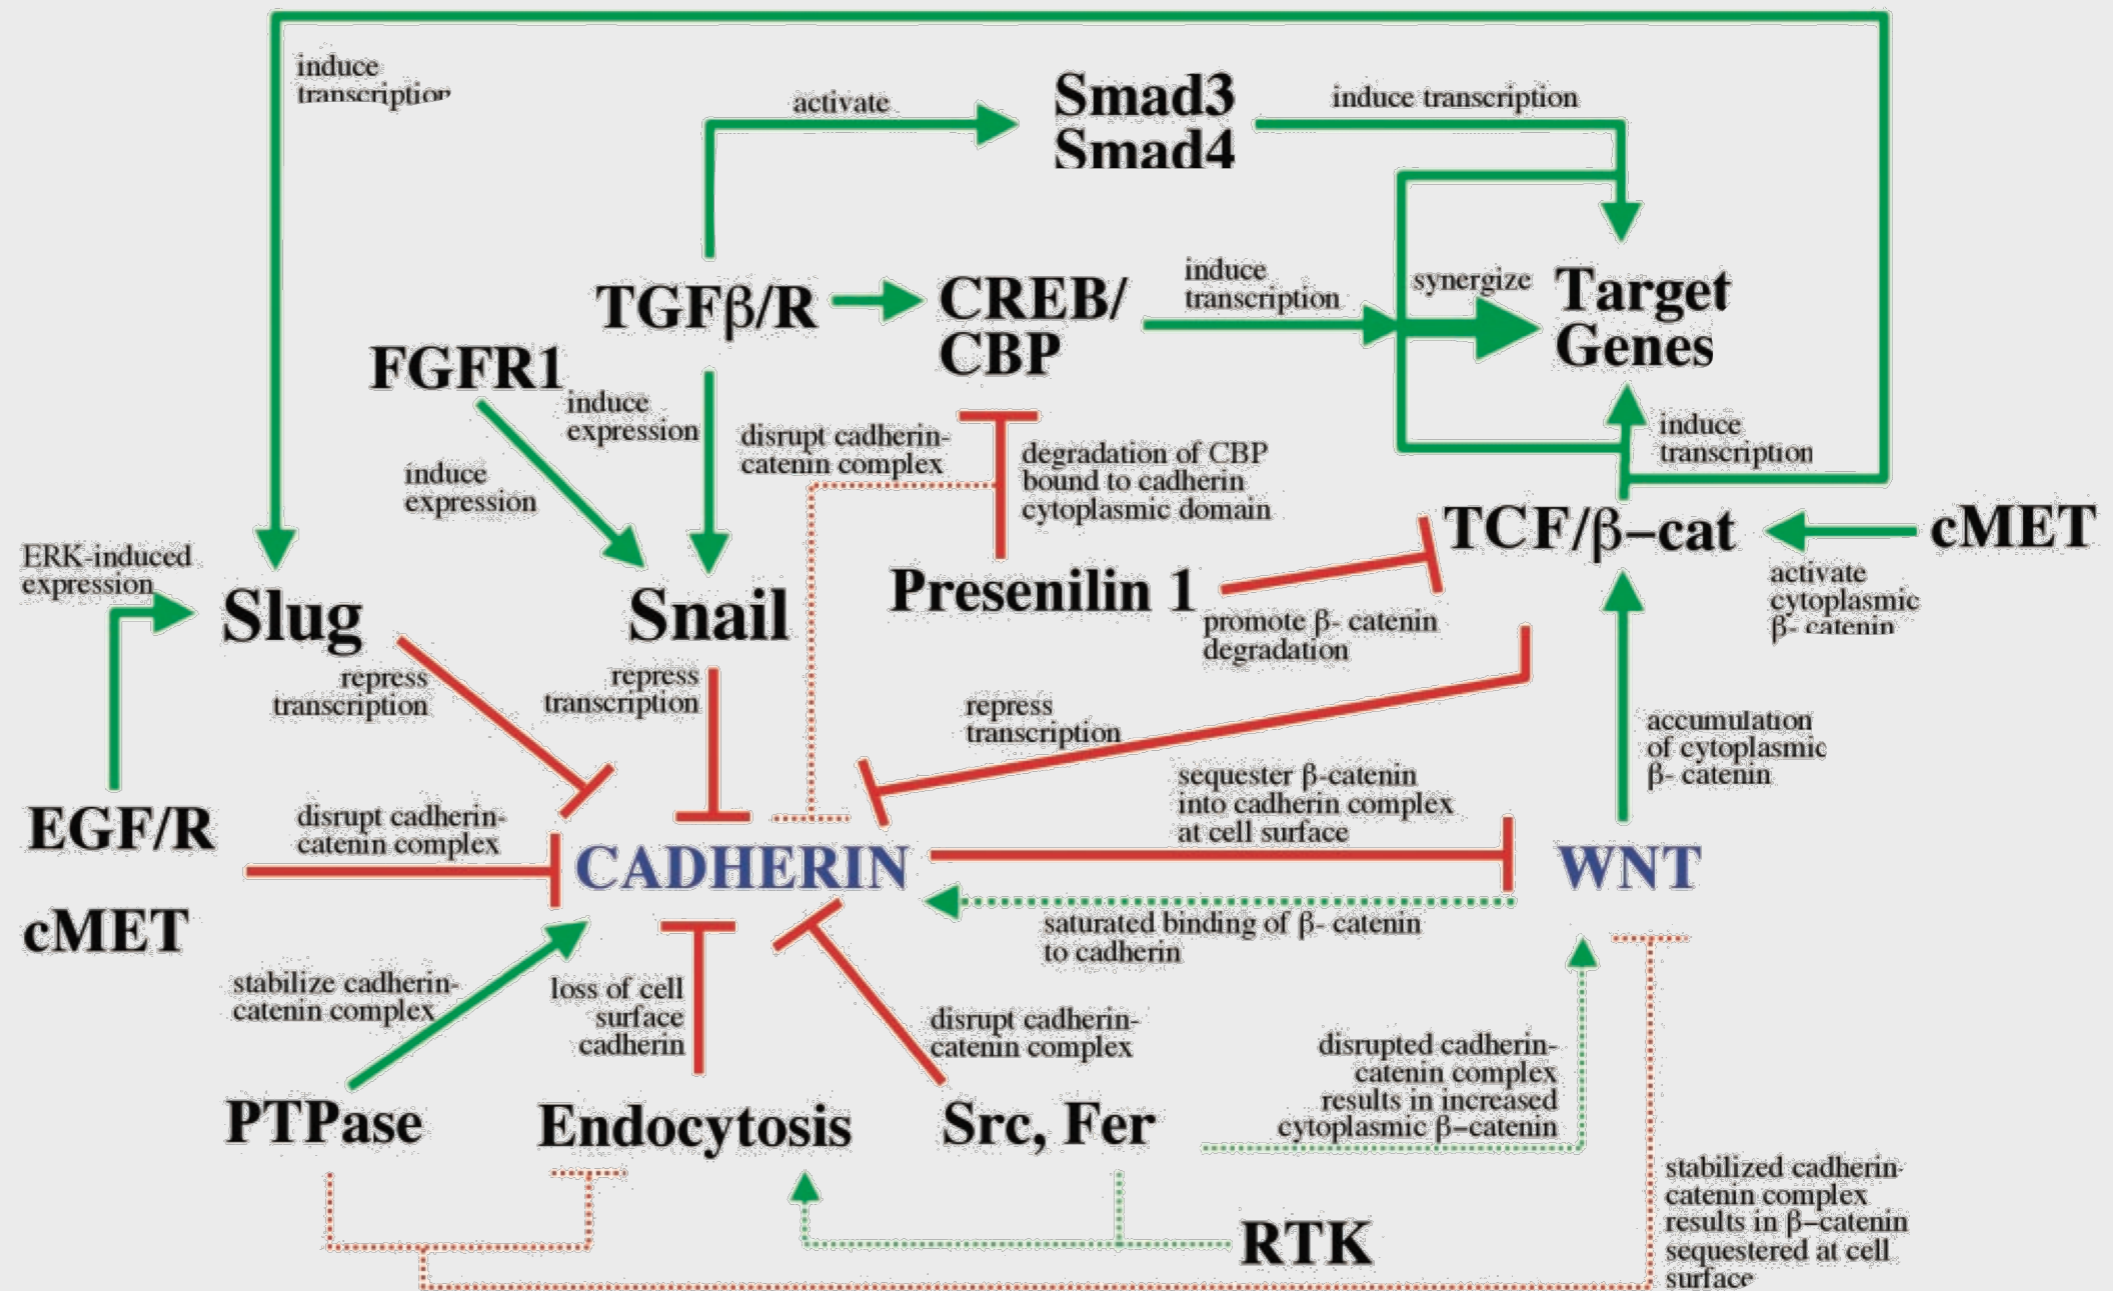 induce
transcription
activate
Smad3
Smad4
induce transcription
TGFβ/R
CREB/
CBP
induce
transcription
synergize
Target
Genes
FGFR1
induce
expression
induce
expression
disrupt cadherin-
catenin complex
degradation of CBP
bound to cadherin
cytoplasmic domain
induce
transcription
TCF/β–cat
cMET
activate
cytoplasmic
β- catenin
ERK-induced
expression
Slug
Snail
Presenilin 1
promote β- catenin
degradation
repress
transcription
repress
transcription
repress
transcription
accumulation
of cytoplasmic
β- catenin
EGF/R
cMET
disrupt cadherin-
catenin complex
CADHERIN
sequester β-catenin
into cadherin complex
at cell surface
WNT
saturated binding of β- catenin
to cadherin
stabilize cadherin-
catenin complex
loss of cell
surface
cadherin
disrupt cadherin-
catenin complex
disrupted cadherin-
catenin complex
results in increased
cytoplasmic β–catenin
PTPase
Endocytosis
Src, Fer
RTK
stabilized cadherin-
catenin complex
results in β–catenin
sequestered at cell
surface